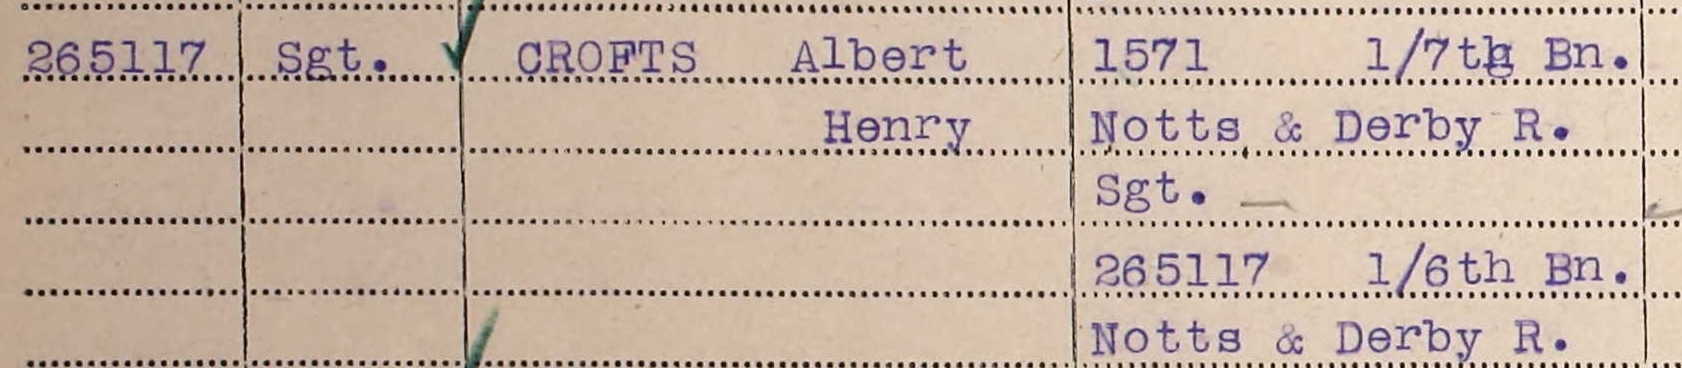 265117 Sgt. CROFTS Albert 1571 1/7th Bn.
Henry Notts & Derby R.
Sgt.
265117 1/6th Bn.
Notts & Derby R.